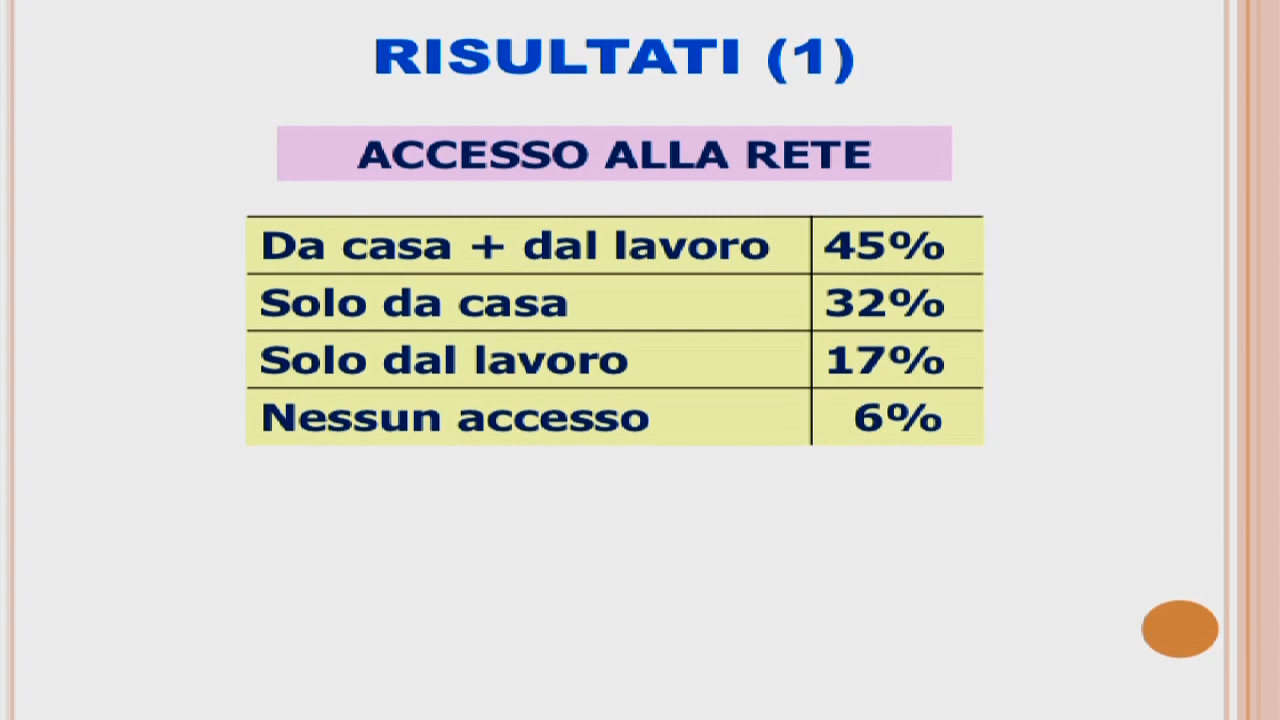 RISULTATI (1)
ACCESSO ALLA RETE
Da casa + dal lavoro 45%
Solo da casa 32%
Solo dal lavoro 17%
Nessun accesso 6%